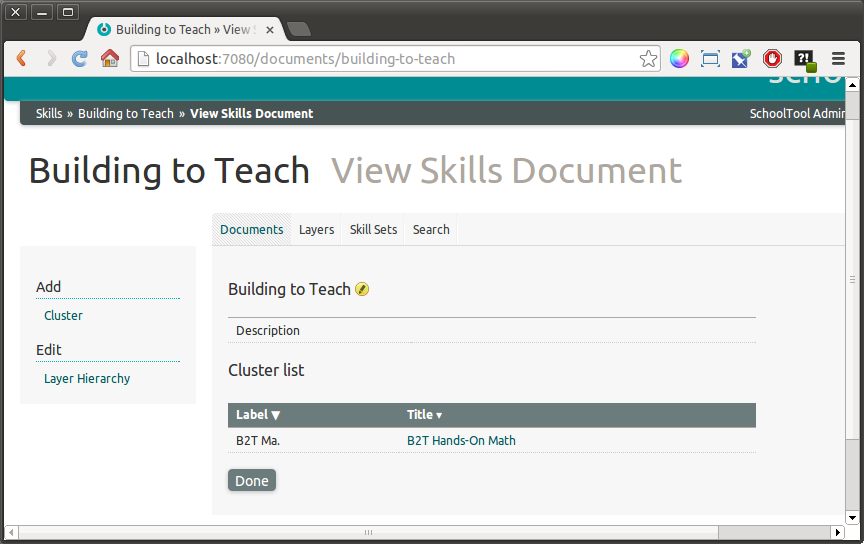 Building to Teach » View S
localhost:7080/documents/building-to-teach
?!
Skills » Building to Teach » View Skills Document
SchoolTool Admin
Building to Teach View Skills Document
Documents Layers Skill Sets Search
Add
Cluster
Edit
Layer Hierarchy
Building to Teach
Description
Cluster list
Label ▼ Title ▾
B2T Ma. B2T Hands-On Math
Done